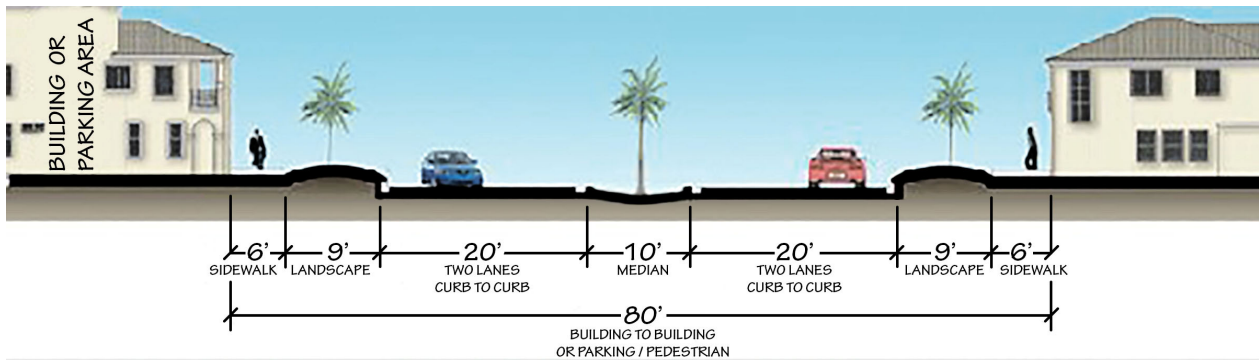 BUILDING OR
PARKING AREA
6'
SIDEWALK
9'
LANDSCAPE
20'
TWO LANES
CURB TO CURB
10'
MEDIAN
20'
TWO LANES
CURB TO CURB
9'
LANDSCAPE
6'
SIDEWALK
80'
BUILDING TO BUILDING
OR PARKING / PEDESTRIAN